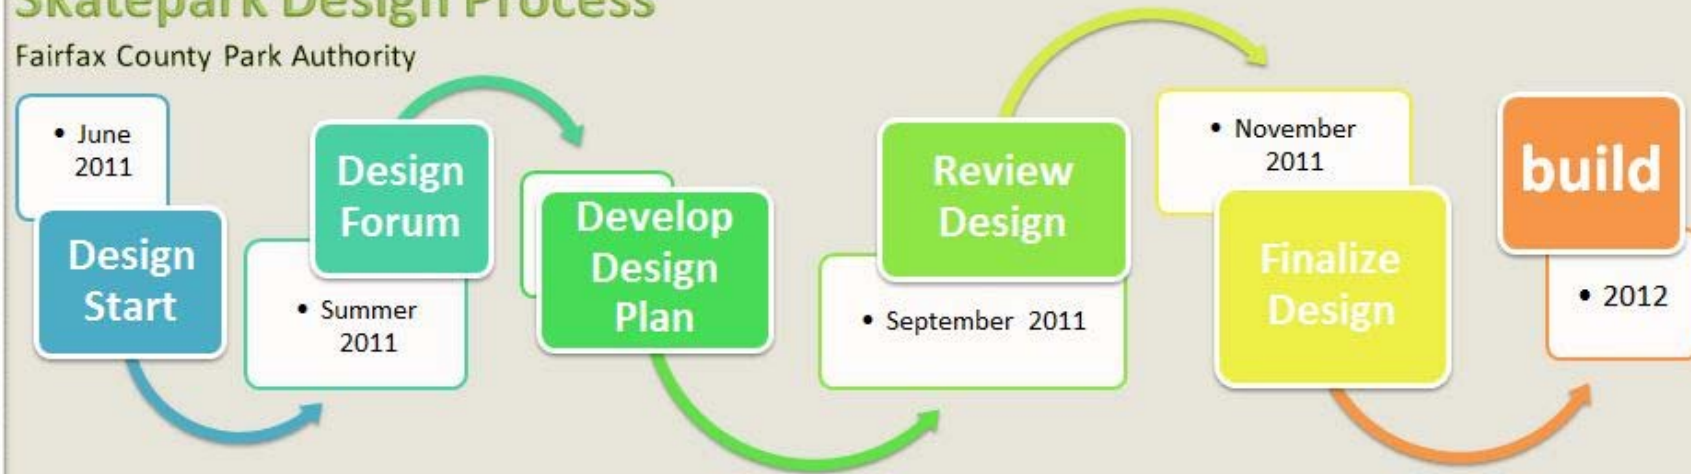 Skatepark Design Process
Fairfax County Park Authority
• June
2011
Design
Start
Design
Forum
• Summer
2011
Develop
Design
Plan
Review
Design
• September 2011
• November
2011
Finalize
Design
build
• 2012